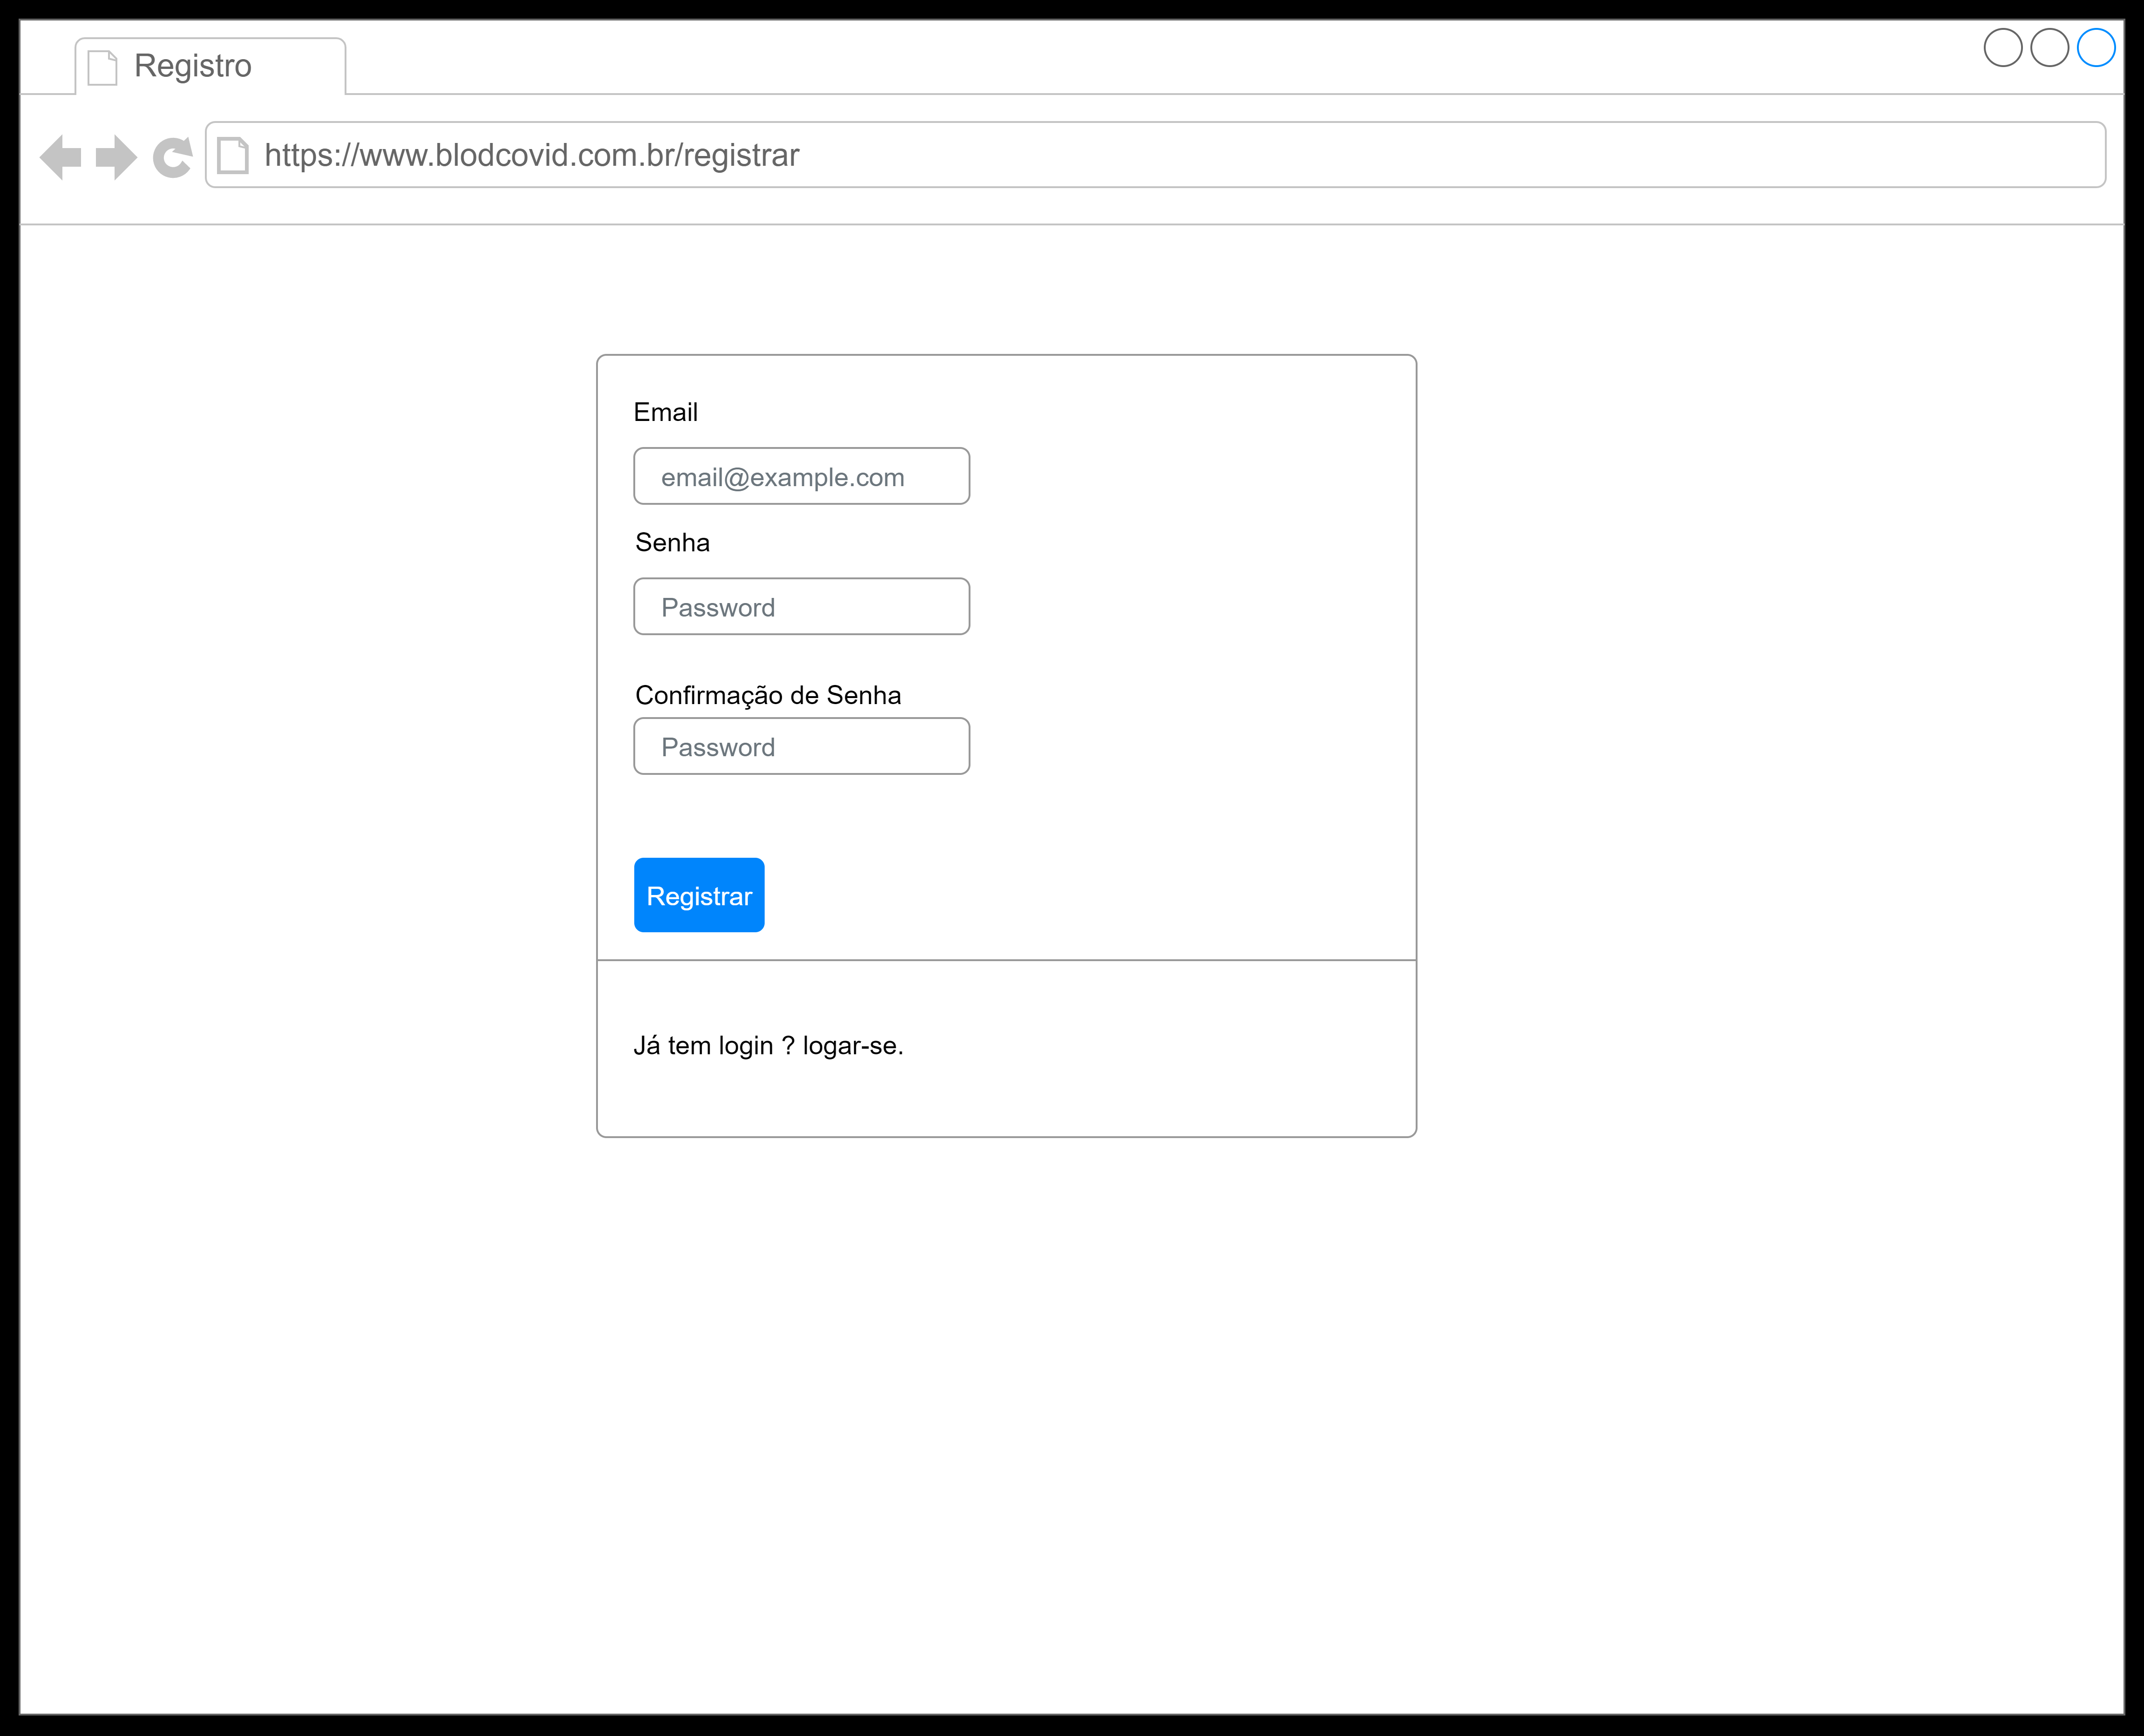 Registro
https://www.blodcovid.com.br/registrar
Email
email@example.com
Senha
Password
Confirmação de Senha
Password
Registrar
Já tem login ? logar-se.